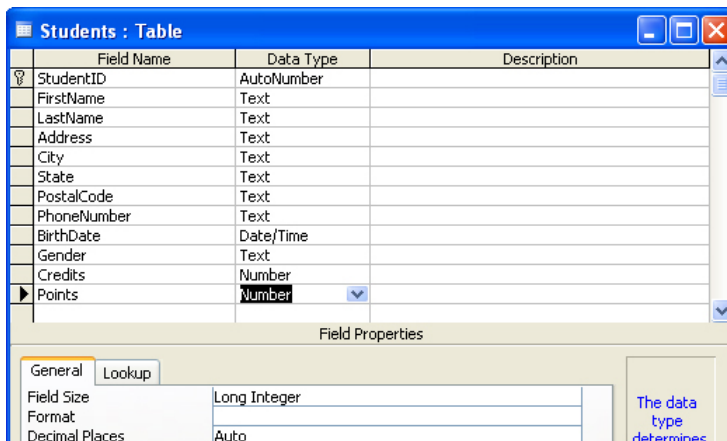 Students : Table
Field Name Data Type Description
StudentID AutoNumber
FirstName Text
LastName Text
Address Text
City Text
State Text
PostalCode Text
PhoneNumber Text
BirthDate Date/Time
Gender Text
Credits Number
Points Number
Field Properties
General Lookup
Field Size Long Integer
Format
Decimal Places Auto
The data
type
determines